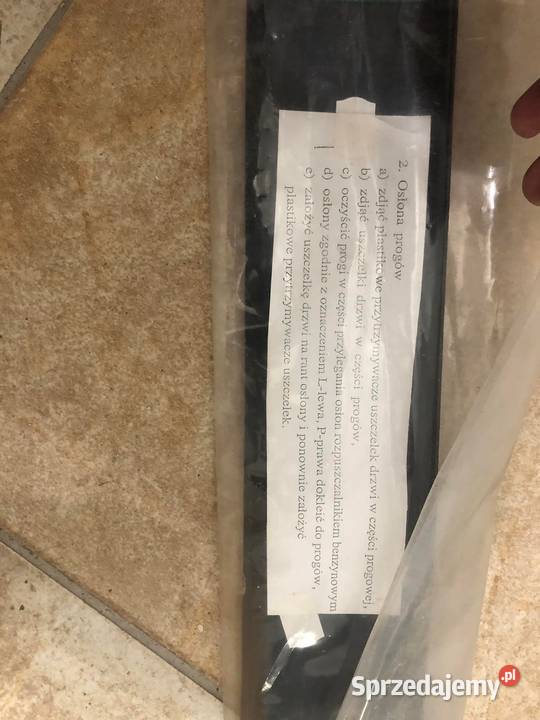 2. Osłona progów
a) zdjąć plastikowe przytrzymywacze uszczelek drzwi w części progowej,
b) zdjąć uszczelki drzwi w części progów,
c) oczyścić progi w części przylegania osłon rozpuszczalnikiem benzynowym
d) osłony zgodnie z oznaczeniem L-lewa, P-prawa dokleić do progów,
e) założyć uszczelkę drzwi na rant osłony i ponownie założyć
plastikowe przytrzymywacze uszczelek.
Sprzedajemy.pl